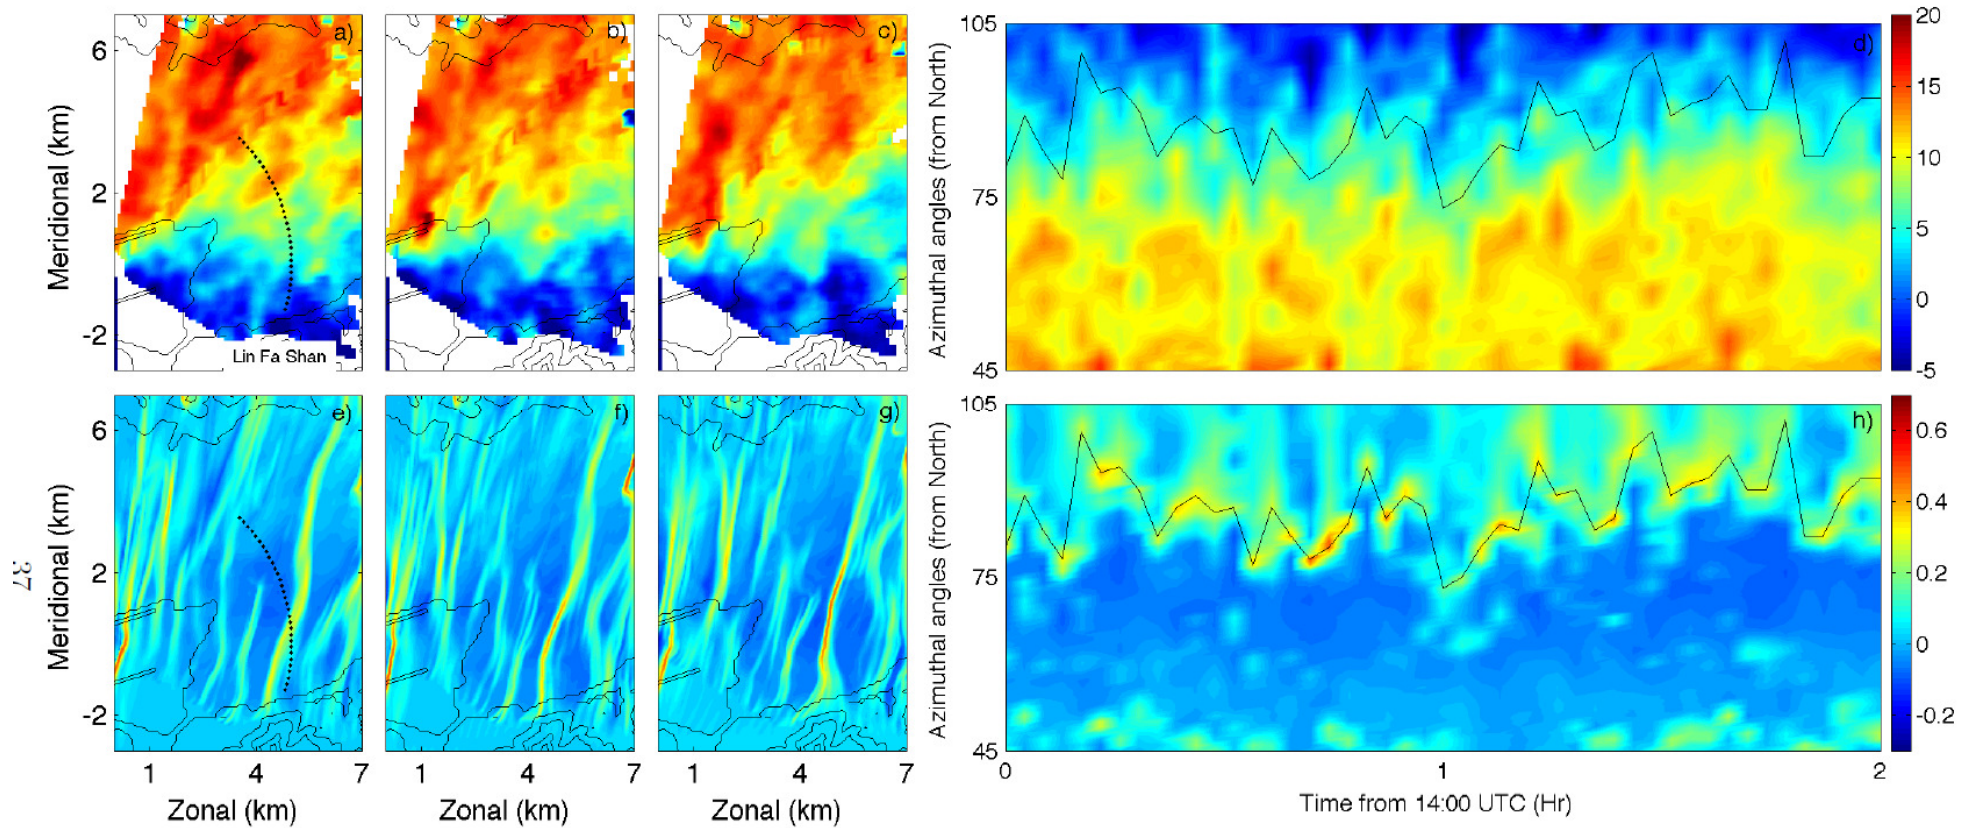 a)
b)
c)
d)
Meridional (km)
6
2
-2
Lin Fa Shan
Azimuthal angles (from North)
105
75
45
20
15
10
5
0
-5
e)
f)
g)
h)
Meridional (km)
6
2
-2
1 4 7
1 4 7
1 4 7
Zonal (km)
Zonal (km)
Zonal (km)
Azimuthal angles (from North)
105
75
45
0 1 2
Time from 14:00 UTC (Hr)
0.6
0.4
0.2
0
-0.2
37